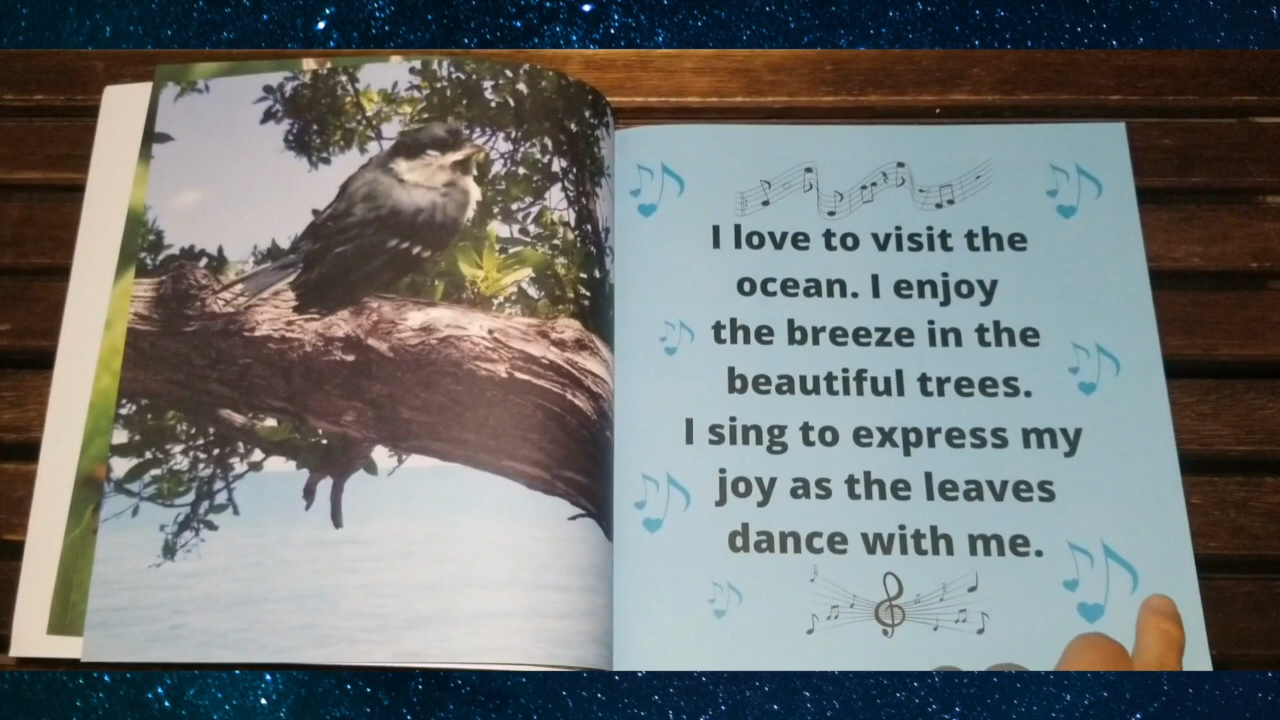 I love to visit the
ocean. I enjoy
the breeze in the
beautiful trees.
I sing to express my
joy as the leaves
dance with me.